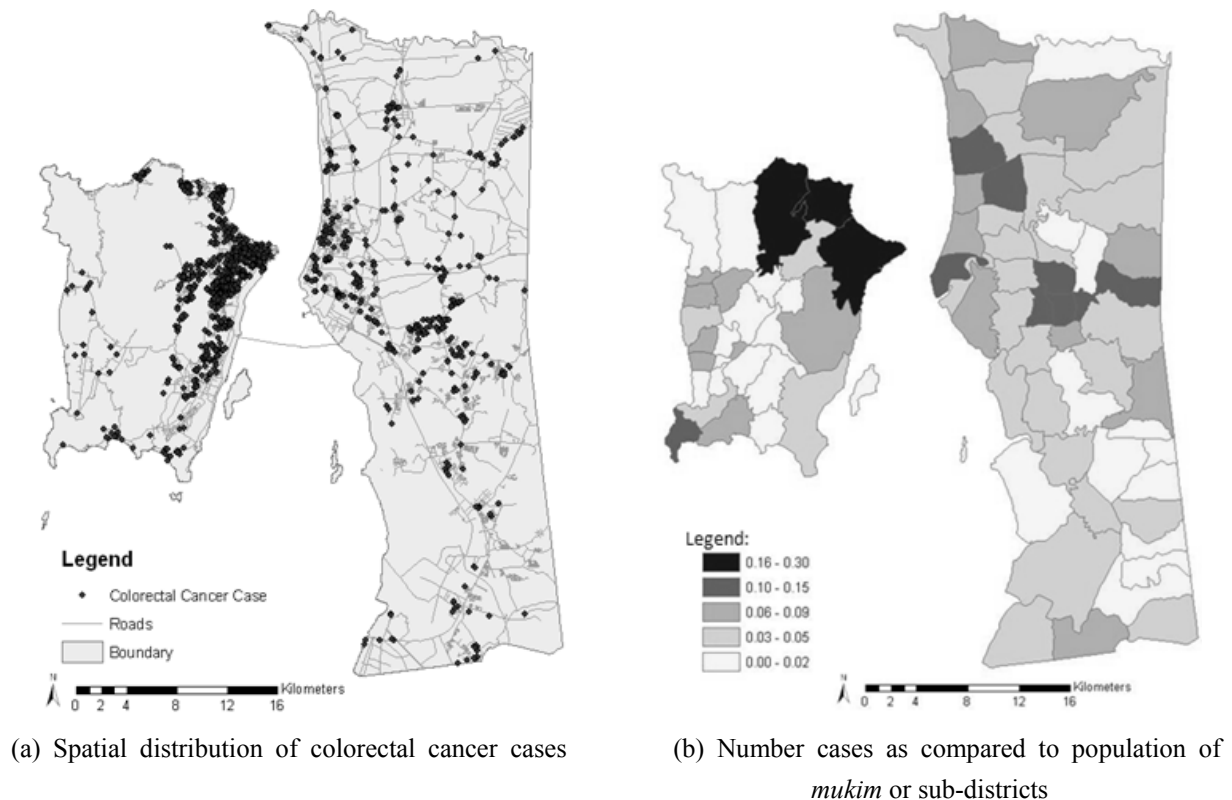 Legend
Colorectal Cancer Case
Roads
Boundary
N
Kilometers
0 2 4 8 12 16
Legend:
0.16 - 0.30
0.10 - 0.15
0.06 - 0.09
0.03 - 0.05
0.00 - 0.02
N
Kilometers
0 2 4 8 12 16
(a) Spatial distribution of colorectal cancer cases
(b) Number cases as compared to population of
mukim or sub-districts